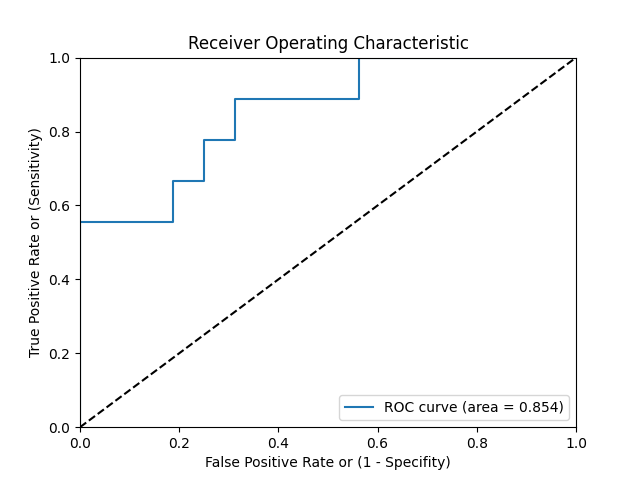 Receiver Operating Characteristic
True Positive Rate or (Sensitivity)
1.0
0.8
0.6
0.4
0.2
0.0
ROC curve (area = 0.854)
0.0 0.2 0.4 0.6 0.8 1.0
False Positive Rate or (1 - Specifity)